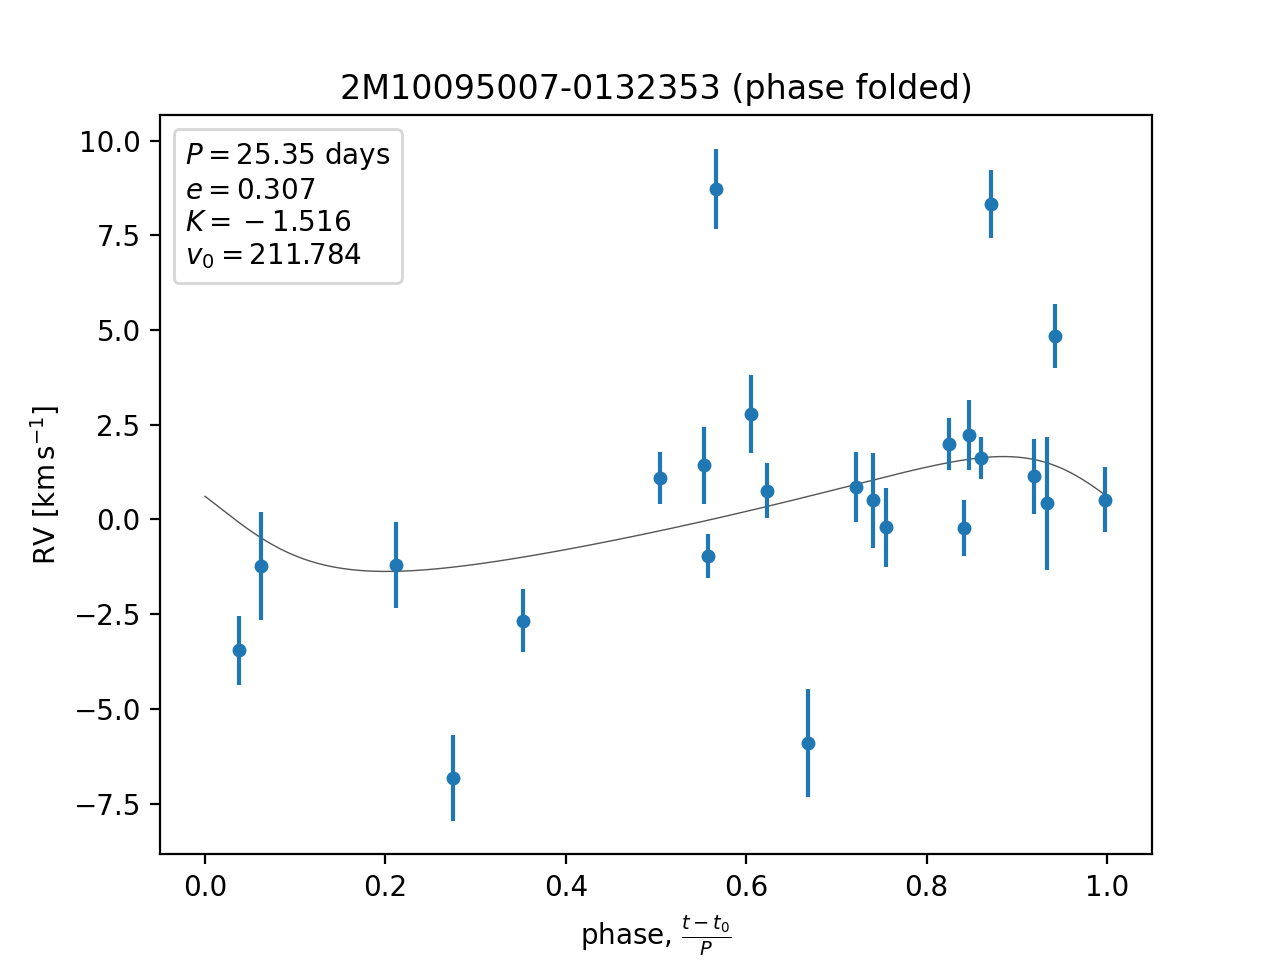 2M10095007-0132353 (phase folded)
P = 25.35 days
e = 0.307
K = −1.516
v₀ = 211.784
10.0
7.5
5.0
2.5
0.0
−2.5
−5.0
−7.5
RV [km s⁻¹]
0.0 0.2 0.4 0.6 0.8 1.0
phase, (t − t₀)/P